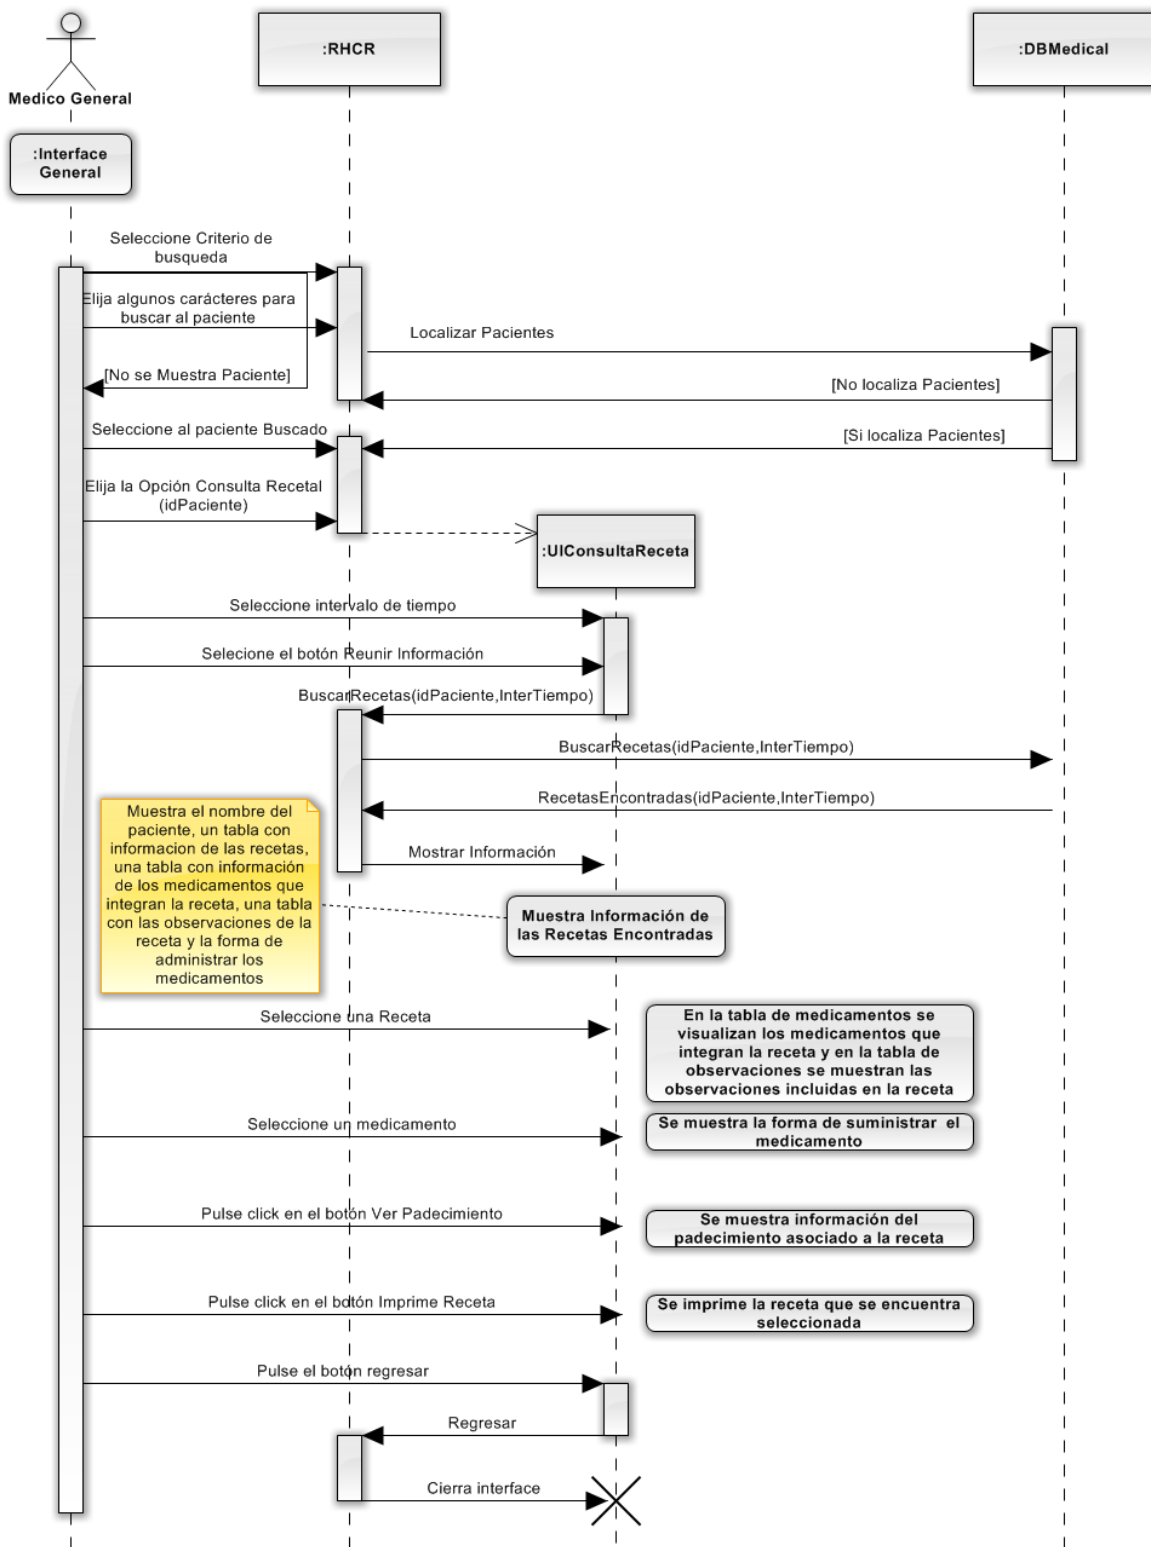 :RHCR
:DBMedical
Medico General
:Interface
General
Seleccione Criterio de
busqueda
Elija algunos carácteres para
buscar al paciente
Localizar Pacientes
[No se Muestra Paciente]
[No localiza Pacientes]
Seleccione al paciente Buscado
[Si localiza Pacientes]
Elija la Opción Consulta Recetal
(idPaciente)
:UIConsultaReceta
Seleccione intervalo de tiempo
Selecione el botón Reunir Información
BuscarRecetas(idPaciente,InterTiempo)
BuscarRecetas(idPaciente,InterTiempo)
RecetasEncontradas(idPaciente,InterTiempo)
Mostrar Información
Muestra el nombre del
paciente, un tabla con
informacion de las recetas,
una tabla con información
de los medicamentos que
integran la receta, una tabla
con las observaciones de la
receta y la forma de
administrar los
medicamentos
Muestra Información de
las Recetas Encontradas
Seleccione una Receta
En la tabla de medicamentos se
visualizan los medicamentos que
integran la receta y en la tabla de
observaciones se muestran las
observaciones incluidas en la receta
Seleccione un medicamento
Se muestra la forma de suministrar el
medicamento
Pulse click en el botón Ver Padecimiento
Se muestra información del
padecimiento asociado a la receta
Pulse click en el botón Imprime Receta
Se imprime la receta que se encuentra
seleccionada
Pulse el botón regresar
Regresar
Cierra interface